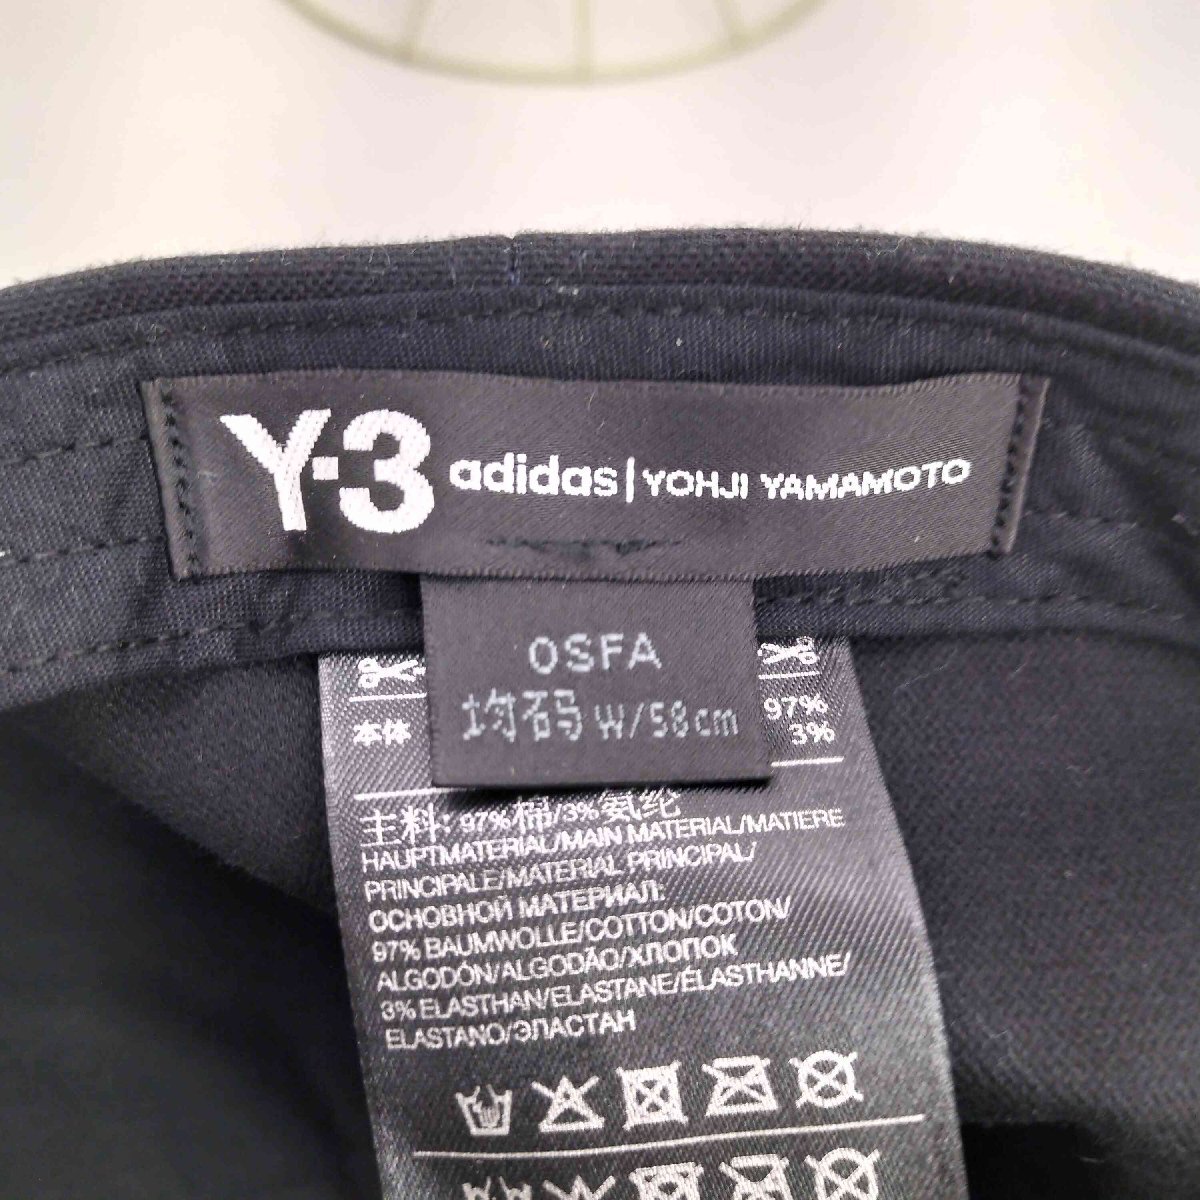 Y-3 adidas | YOHJI YAMAMOTO
OSFA
均码 W/58cm
本体
97%
3%
主料: 97%棉/3%氨纶
HAUPTMATERIAL/MAIN MATERIAL/MATIERE
PRINCIPALE/MATERIAL PRINCIPAL/
ОСНОВНОЙ МАТЕРИАЛ:
97% BAUMWOLLE/COTTON/COTON/
ALGODÓN/ALGODÃO/ХЛОПОК
3% ELASTHAN/ELASTANE/ÉLASTHANNE/
ELASTANO/ЭЛАСТАН